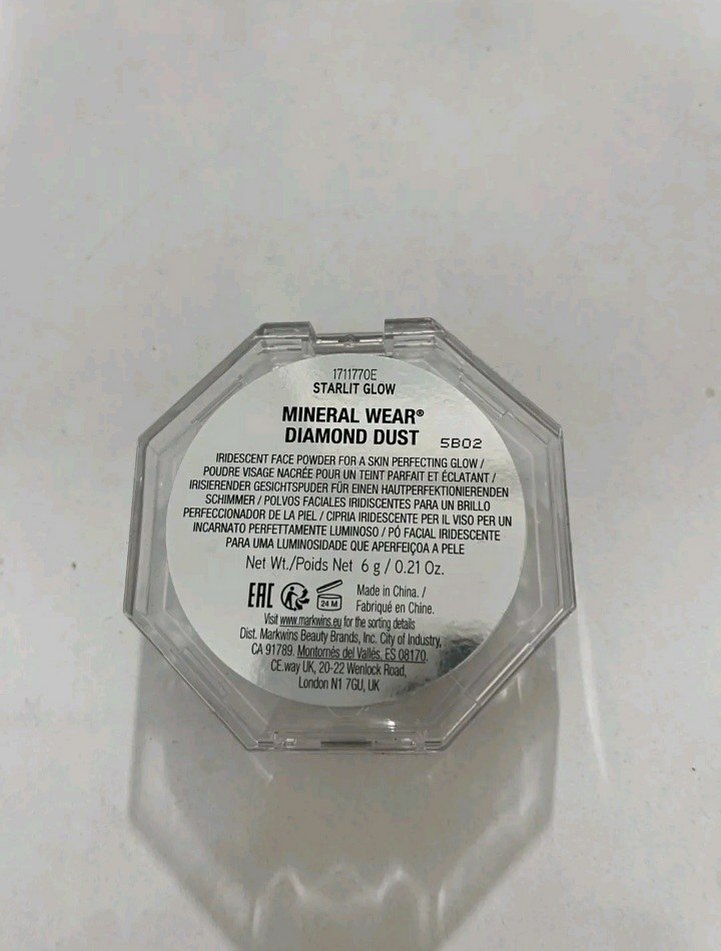 1711770E
STARLIT GLOW
MINERAL WEAR®
DIAMOND DUST 5B02
IRIDESCENT FACE POWDER FOR A SKIN PERFECTING GLOW /
POUDRE VISAGE NACRÉE POUR UN TEINT PARFAIT ET ÉCLATANT /
IRISIERENDER GESICHTSPUDER FÜR EINEN HAUTPERFEKTIONIERENDEN
SCHIMMER / POLVOS FACIALES IRIDISCENTES PARA UN BRILLO
PERFECCIONADOR DE LA PIEL / CIPRIA IRIDESCENTE PER IL VISO PER UN
INCARNATO PERFETTAMENTE LUMINOSO / PÓ FACIAL IRIDESCENTE
PARA UMA LUMINOSIDADE QUE APERFEIÇOA A PELE
Net Wt./Poids Net 6 g / 0.21 Oz.
EAC 24 M Made in China. /
Fabriqué en Chine.
Visit www.markwins.eu for the sorting details
Dist. Markwins Beauty Brands, Inc. City of Industry,
CA 91789. Montornès del Vallès, ES 08170.
CE.way UK, 20-22 Wenlock Road,
London N1 7GU, UK